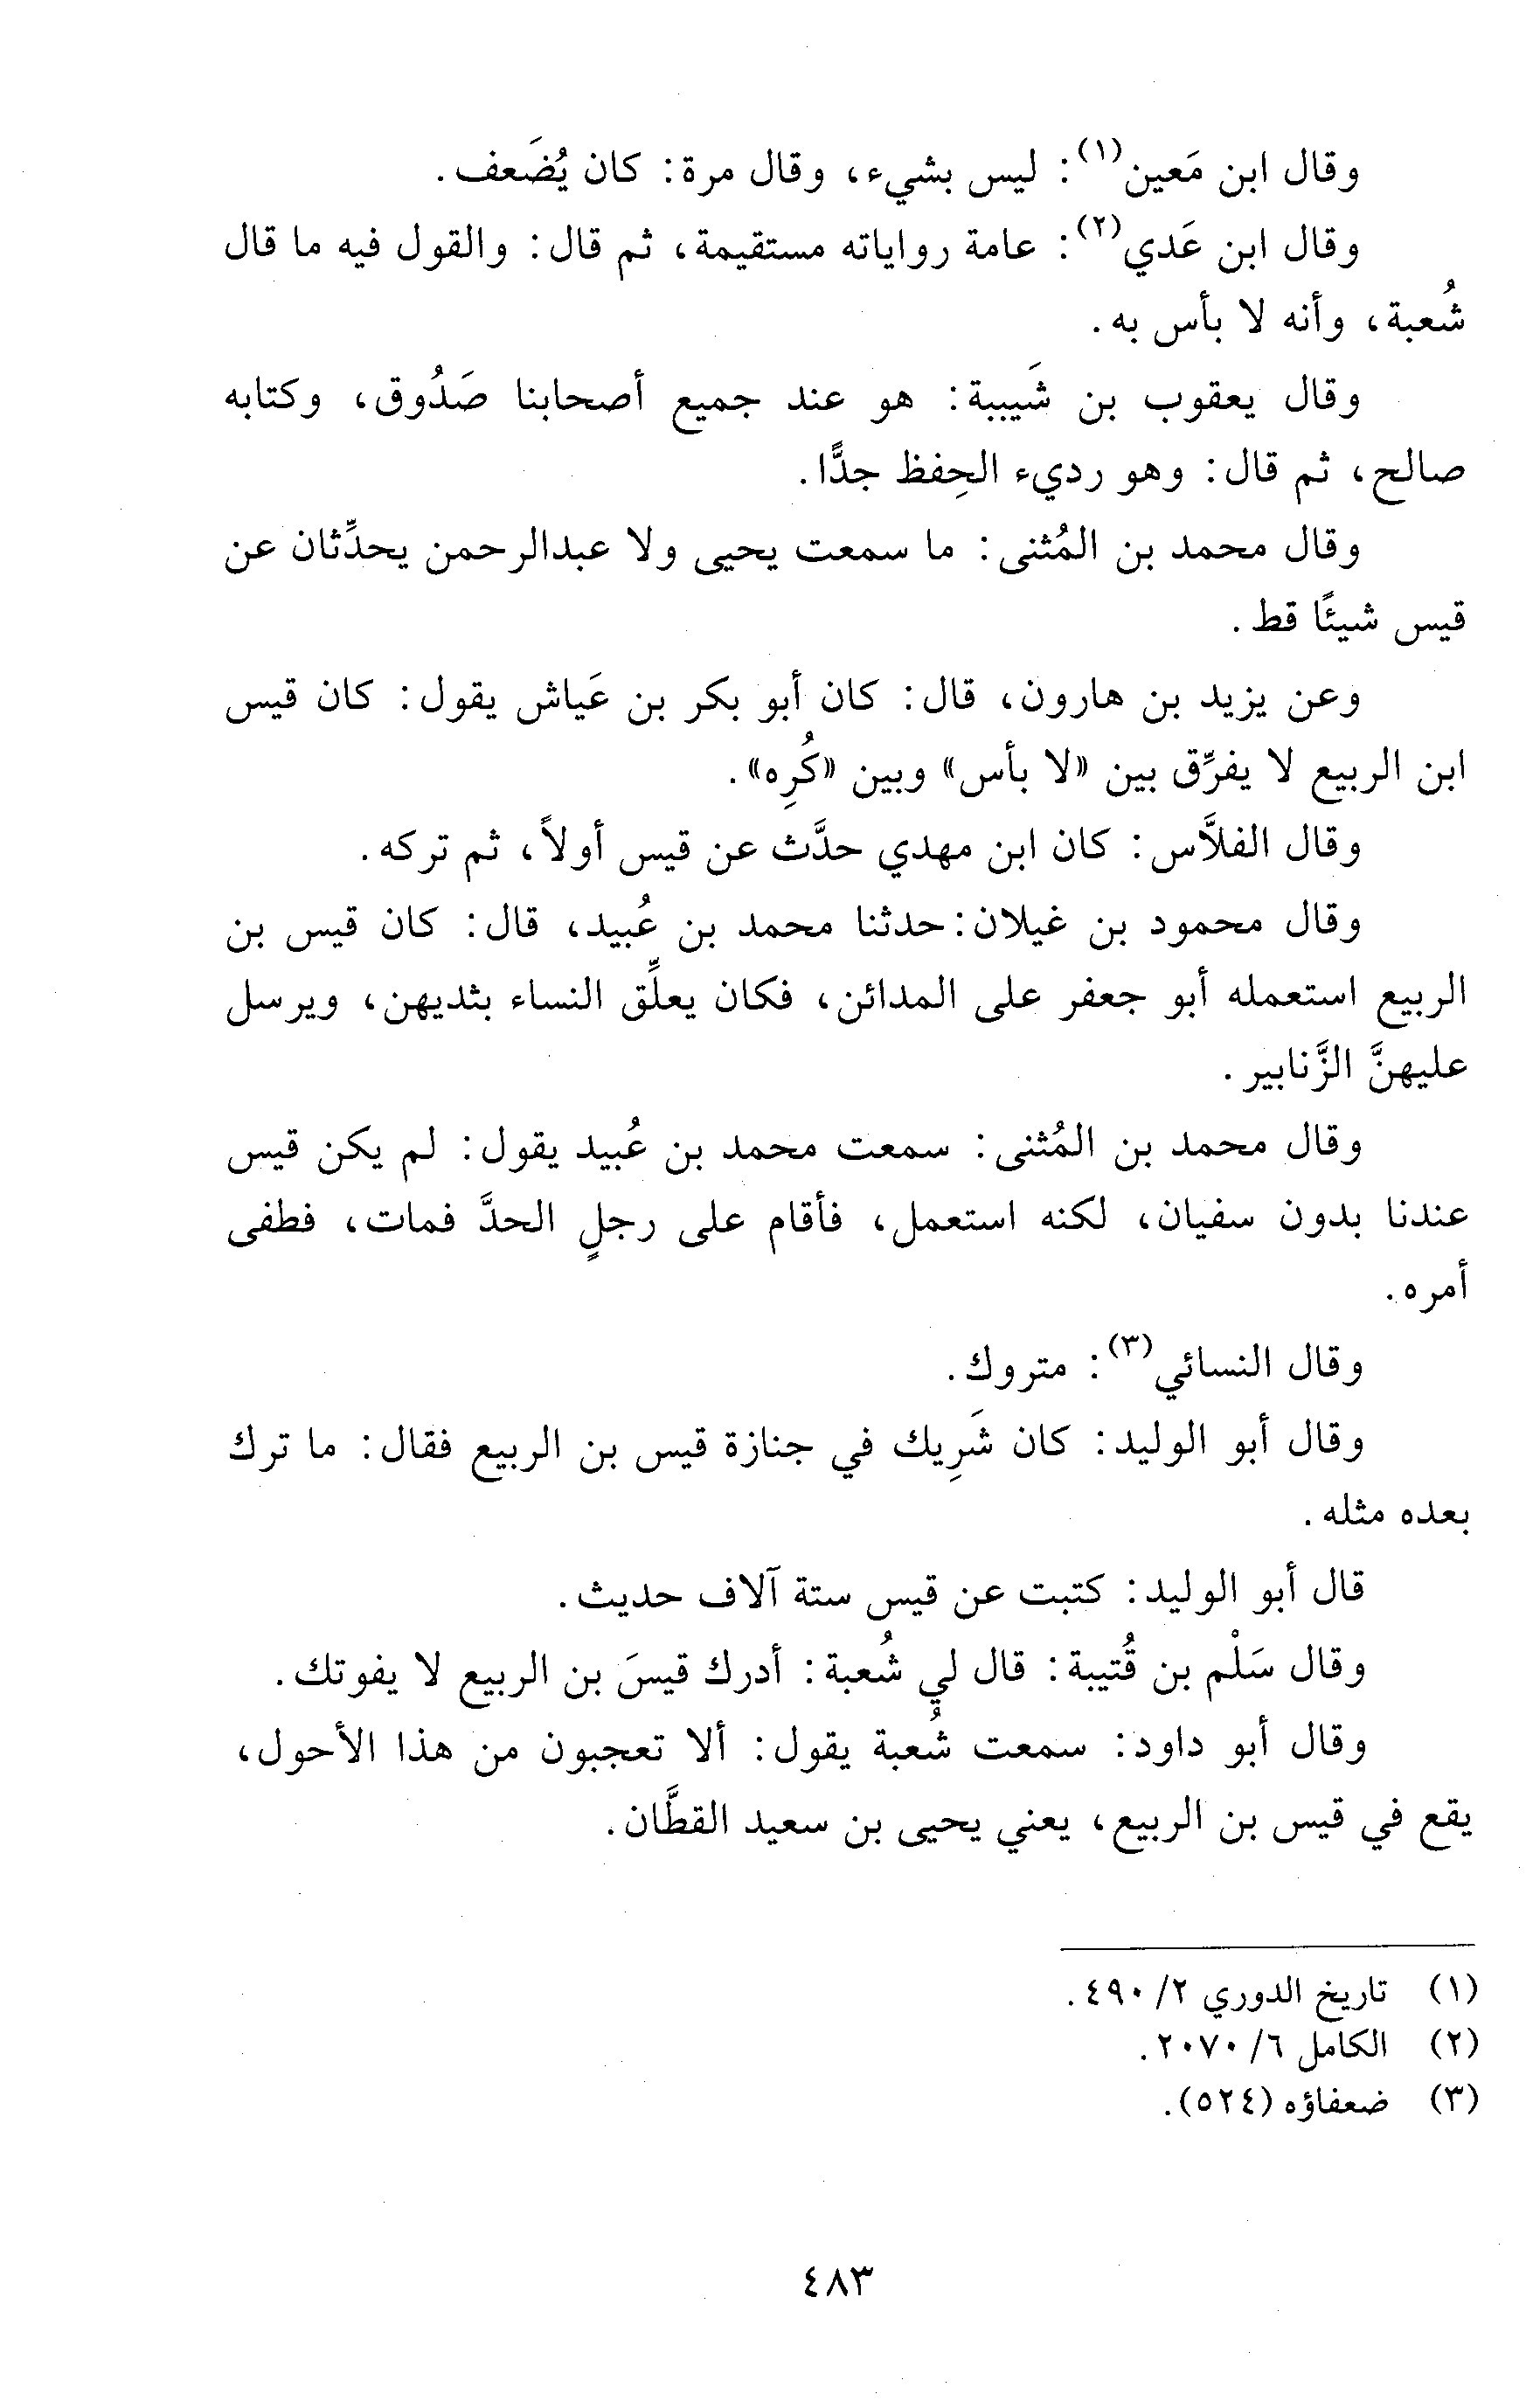 وقال ابن مَعين(١): ليس بشيء، وقال مرة: كان يُضَعف.
وقال ابن عَدي(٢): عامة رواياته مستقيمة، ثم قال: والقول فيه ما قال
شُعبة، وأنه لا بأس به.
وقال يعقوب بن شَيببة: هو عند جميع أصحابنا صَدُوق، وكتابه
صالح، ثم قال: وهو رديء الحِفظ جدًّا.
وقال محمد بن المُثنى: ما سمعت يحيى ولا عبدالرحمن يحدِّثان عن
قيس شيئًا قط.
وعن يزيد بن هارون، قال: كان أبو بكر بن عَياش يقول: كان قيس
ابن الربيع لا يفرِّق بين «لا بأس» وبين «كُرِه».
وقال الفلاَّس: كان ابن مهدي حدَّث عن قيس أولاً، ثم تركه.
وقال محمود بن غيلان: حدثنا محمد بن عُبيد، قال: كان قيس بن
الربيع استعمله أبو جعفر على المدائن، فكان يعلِّق النساء بثديهن، ويرسل
عليهنَّ الزَّنابير.
وقال محمد بن المُثنى: سمعت محمد بن عُبيد يقول: لم يكن قيس
عندنا بدون سفيان، لكنه استعمل، فأقام على رجلٍ الحدَّ فمات، فطفى
أمره.
وقال النسائي(٣): متروك.
وقال أبو الوليد: كان شَرِيك في جنازة قيس بن الربيع فقال: ما ترك
بعده مثله.
قال أبو الوليد: كتبت عن قيس ستة آلاف حديث.
وقال سَلْم بن قُتيبة: قال لي شُعبة: أدرك قيسَ بن الربيع لا يفوتك.
وقال أبو داود: سمعت شُعبة يقول: ألا تعجبون من هذا الأحول،
يقع في قيس بن الربيع، يعني يحيى بن سعيد القطَّان.
(١) تاريخ الدوري ٢/ ٤٩٠.
(٢) الكامل ٦/ ٢٠٧٠.
(٣) ضعفاؤه (٥٢٤).
٤٨٣